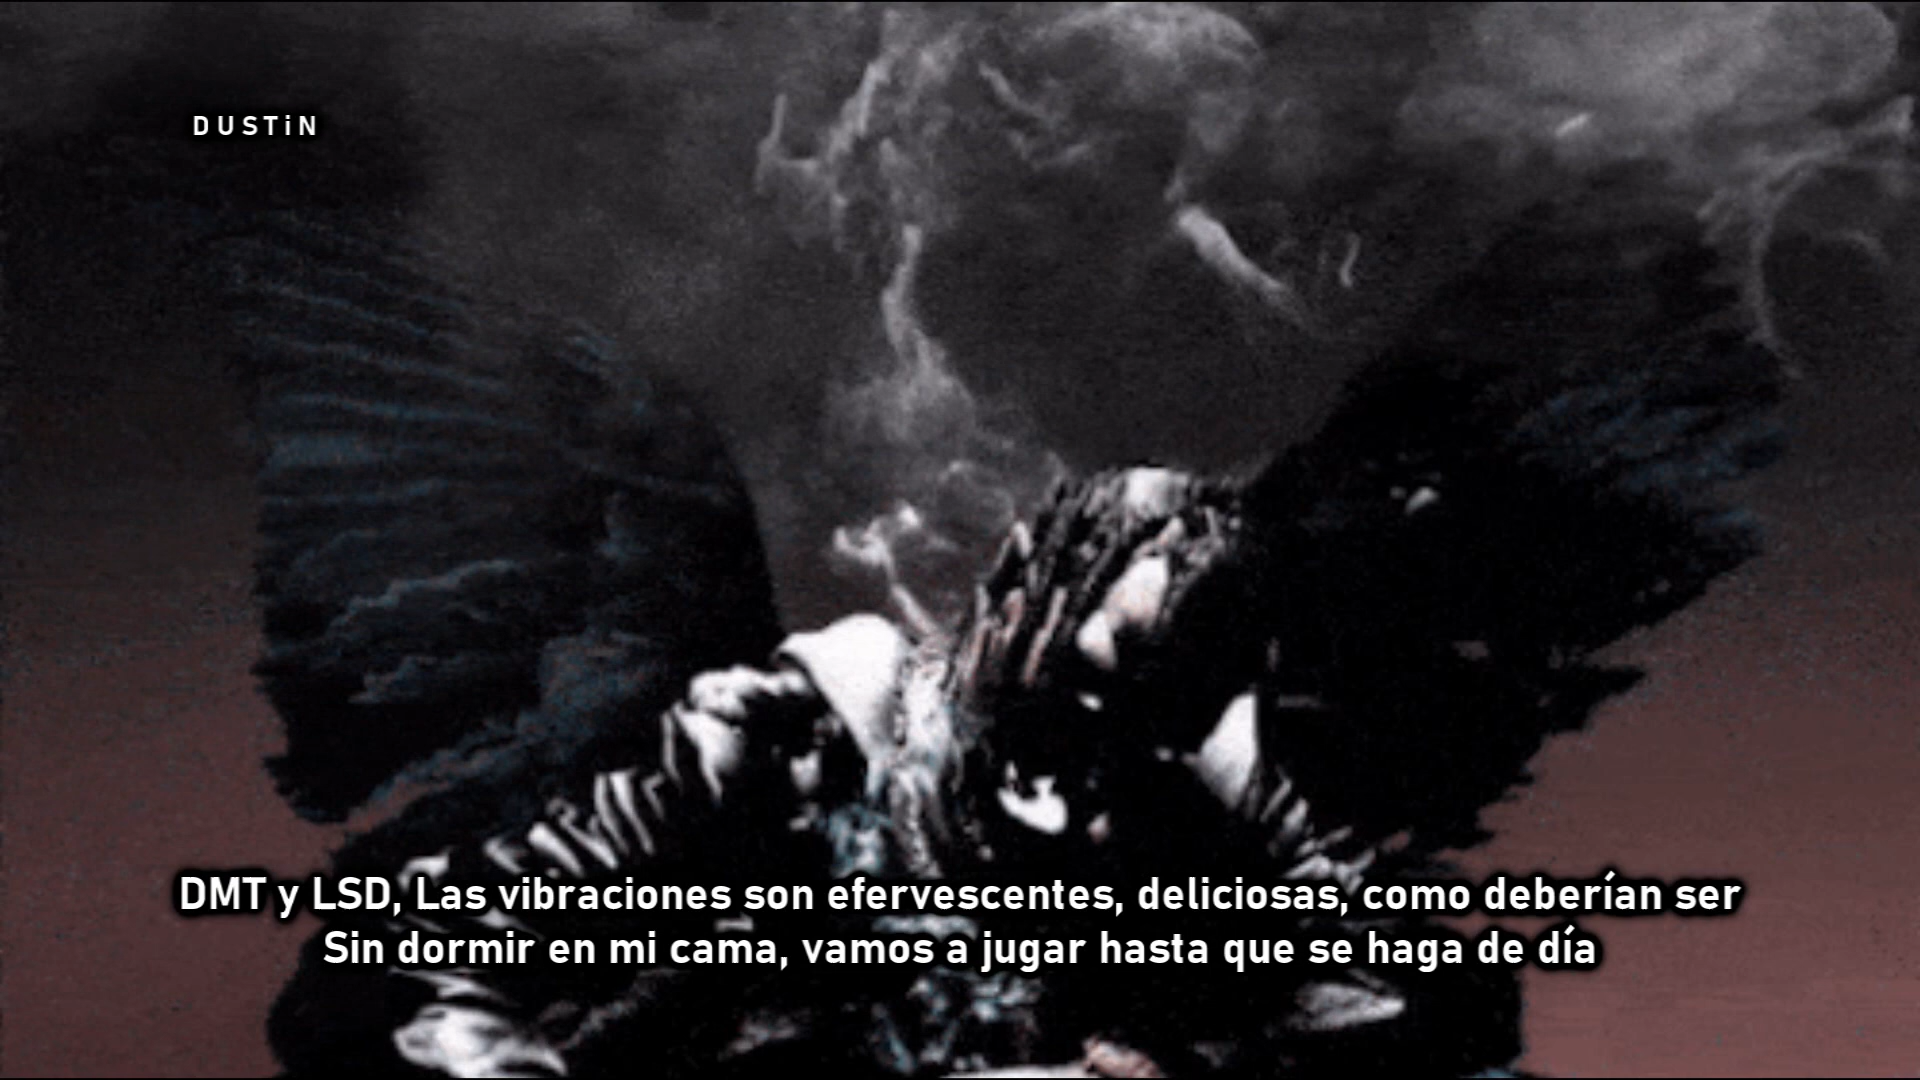 DUSTiN
DMT y LSD, Las vibraciones son efervescentes, deliciosas, como deberían ser
Sin dormir en mi cama, vamos a jugar hasta que se haga de día